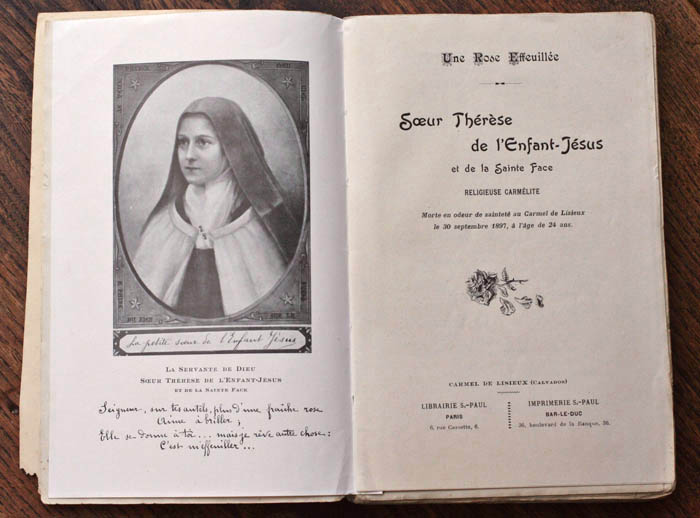 La petite sœur de l'Enfant Jésus
La Servante de Dieu
Sœur Thérèse de l'Enfant-Jésus
et de la Sainte Face
Seigneur, sur tes autels, plus d'une fraîche rose
Aime à briller ;
Elle se donne à toi... mais je rêve autre chose :
C'est m'effeuiller...
Une Rose Effeuillée
Sœur Thérèse
de l'Enfant-Jésus
et de la Sainte Face
RELIGIEUSE CARMÉLITE
Morte en odeur de sainteté au Carmel de Lisieux
le 30 septembre 1897, à l'âge de 24 ans.
CARMEL DE LISIEUX (CALVADOS)
LIBRAIRIE S.-PAUL
PARIS
6, rue Cassette, 6.
IMPRIMERIE S.-PAUL
BAR-LE-DUC
36, boulevard de la Banque, 36.